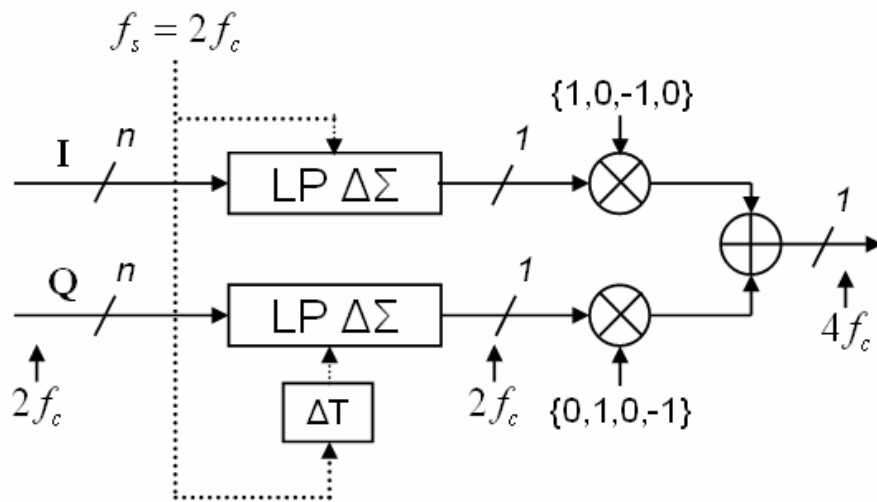 f_s = 2f_c
{1,0,-1,0}
I
n
LP ΔΣ
1
1
Q
n
LP ΔΣ
1
4f_c
2f_c
ΔT
2f_c
{0,1,0,-1}